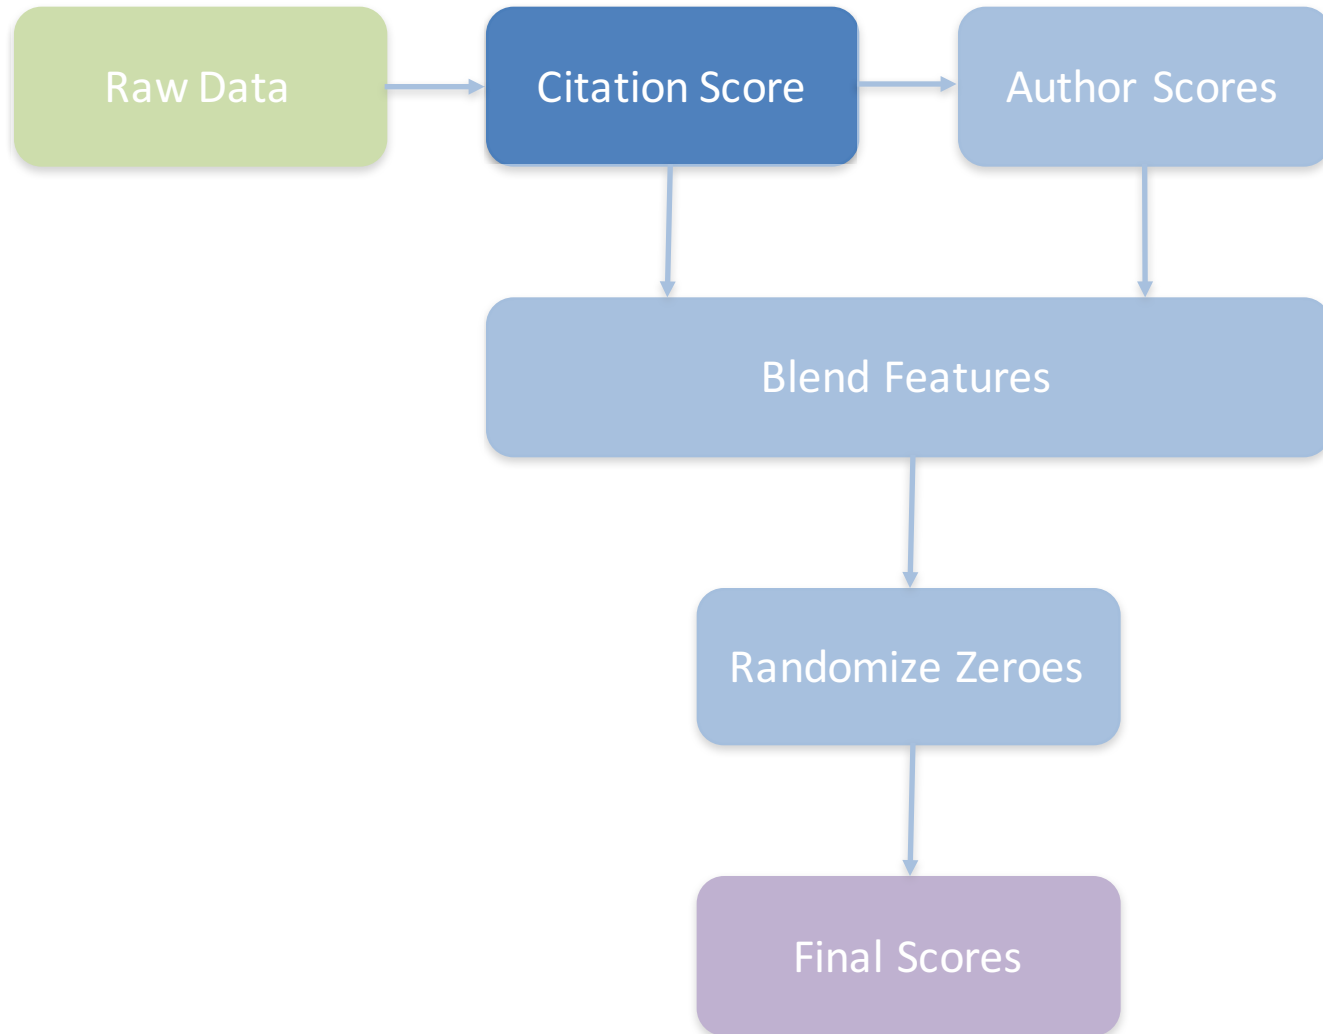 Raw Data
Citation Score
Author Scores
Blend Features
Randomize Zeroes
Final Scores